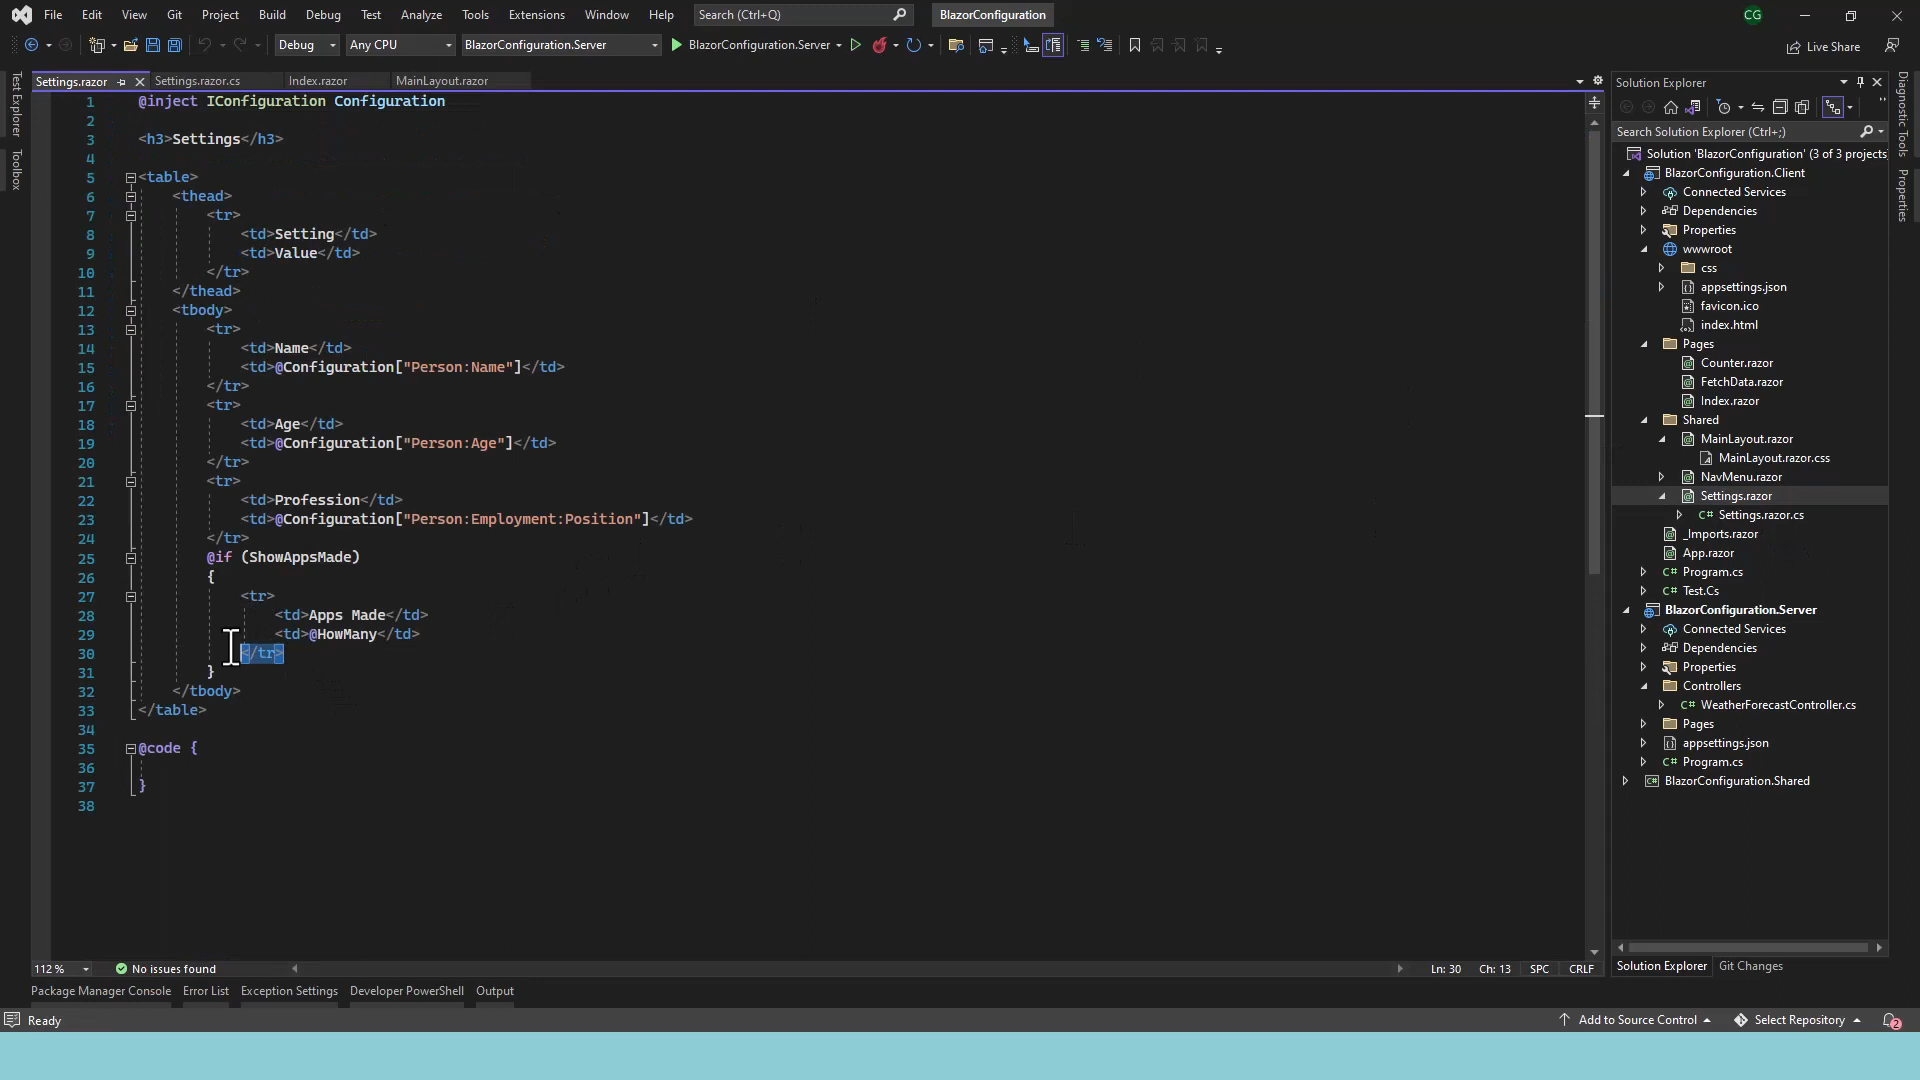 File Edit View Git Project Build Debug Test Analyze Tools Extensions Window Help Search (Ctrl+Q) BlazorConfiguration CG
Debug Any CPU BlazorConfiguration.Server BlazorConfiguration.Server Live Share
Test Explorer
Toolbox
Settings.razor Settings.razor.cs Index.razor MainLayout.razor
1 @inject IConfiguration Configuration
2
3 <h3>Settings</h3>
4
5 <table>
6 <thead>
7 <tr>
8 <td>Setting</td>
9 <td>Value</td>
10 </tr>
11 </thead>
12 <tbody>
13 <tr>
14 <td>Name</td>
15 <td>@Configuration["Person:Name"]</td>
16 </tr>
17 <tr>
18 <td>Age</td>
19 <td>@Configuration["Person:Age"]</td>
20 </tr>
21 <tr>
22 <td>Profession</td>
23 <td>@Configuration["Person:Employment:Position"]</td>
24 </tr>
25 @if (ShowAppsMade)
26 {
27 <tr>
28 <td>Apps Made</td>
29 <td>@HowMany</td>
30 </tr>
31 }
32 </tbody>
33 </table>
34
35 @code {
36
37 }
38
112 % No issues found Ln: 30 Ch: 13 SPC CRLF
Solution Explorer
Search Solution Explorer (Ctrl+;)
Solution 'BlazorConfiguration' (3 of 3 projects
BlazorConfiguration.Client
Connected Services
Dependencies
Properties
wwwroot
css
appsettings.json
favicon.ico
index.html
Pages
Counter.razor
FetchData.razor
Index.razor
Shared
MainLayout.razor
MainLayout.razor.css
NavMenu.razor
Settings.razor
C# Settings.razor.cs
_Imports.razor
App.razor
C# Program.cs
C# Test.Cs
BlazorConfiguration.Server
Connected Services
Dependencies
Properties
Controllers
C# WeatherForecastController.cs
Pages
appsettings.json
C# Program.cs
C# BlazorConfiguration.Shared
Solution Explorer Git Changes
Diagnostic Tools
Properties
Package Manager Console Error List Exception Settings Developer PowerShell Output
Ready Add to Source Control Select Repository 2